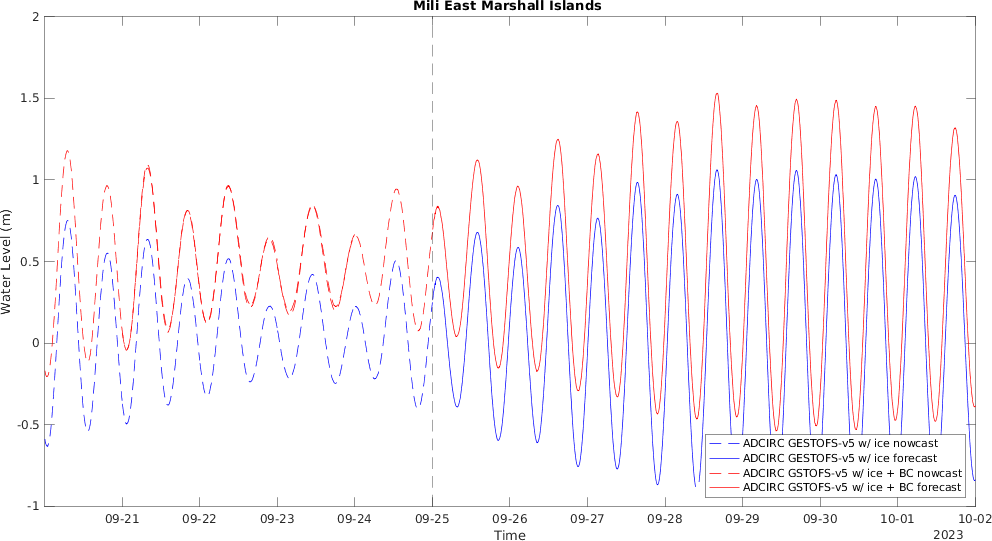 Mili East Marshall Islands
2
1.5
1
0.5
0
-0.5
-1
Water Level (m)
09-21 09-22 09-23 09-24 09-25 09-26 09-27 09-28 09-29 09-30 10-01 10-02
Time
2023
ADCIRC GESTOFS-v5 w/ ice nowcast
ADCIRC GESTOFS-v5 w/ ice forecast
ADCIRC GSTOFS-v5 w/ ice + BC nowcast
ADCIRC GSTOFS-v5 w/ ice + BC forecast